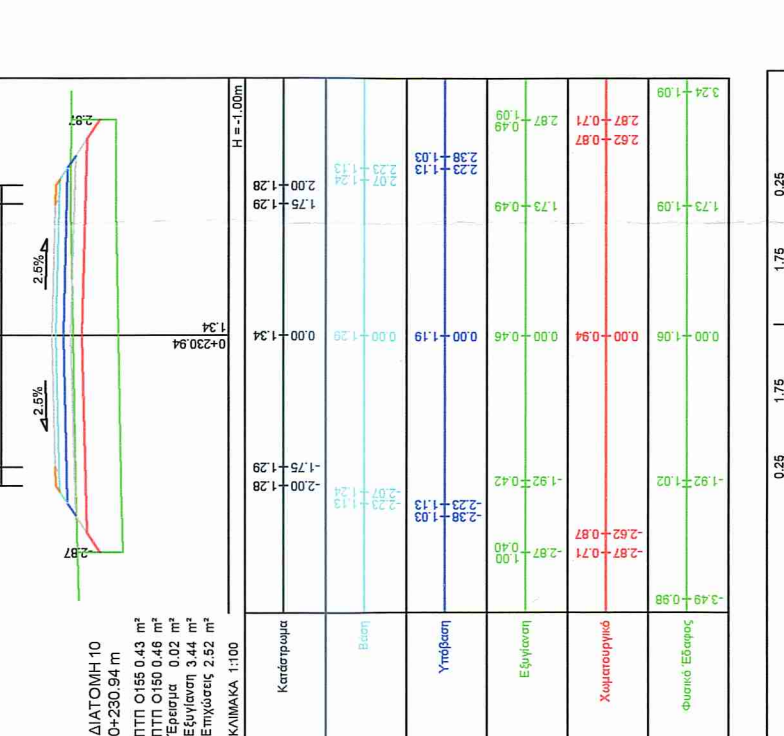 ΔΙΑΤΟΜΗ 10
0+230.94 m
ΠΤΠ Ο155 0.43 m²
ΠΤΠ Ο150 0.46 m²
Έρεισμα 0.02 m²
Εξυγίανση 3.44 m²
Επιχώσεις 2.52 m²
ΚΛΙΜΑΚΑ 1:100
-2.87
2.5%
2.5%
2.87
0+230.94
1.34
H = -1.00m
Κατάστρωμα
1.28 1.29 1.34 1.29 1.28
-2.00 -1.75 0.00 1.75 2.00
Βάση
1.13 1.24 1.29 1.24 1.13
-2.23 -2.07 0.00 2.07 2.23
Υπόβαση
1.03 1.13 1.19 1.13 1.03
-2.38 -2.23 0.00 2.23 2.38
Εξυγίανση
1.00 0.40 0.42 0.46 0.49 0.49 1.09
-2.87 -1.92 0.00 1.73 2.87
Χωματουργικά
0.71 0.87 0.94 0.87 0.71
-2.87 -2.62 0.00 2.62 2.87
Φυσικό Έδαφος
0.98 1.02 1.06 1.09 1.09
-3.49 -1.92 0.00 1.73 3.24
0.25 1.75 1.75 0.25